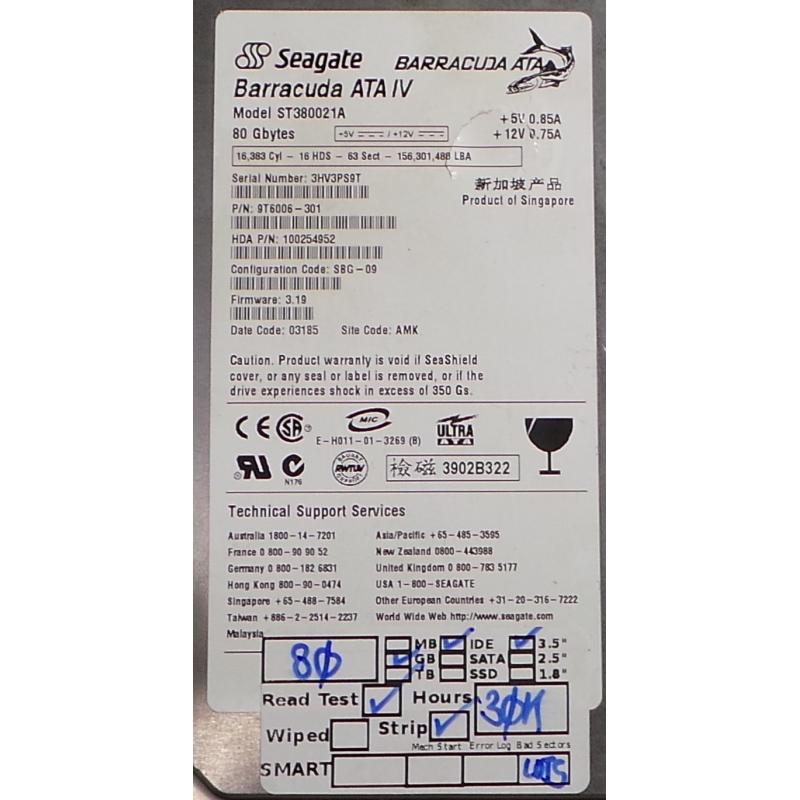 Seagate BARRACUDA ATA
Barracuda ATA IV
Model ST380021A
+5V 0.85A
80 Gbytes +5V / +12V +12V 0.75A
16,383 Cyl - 16 HDS - 63 Sect - 156,301,488 LBA
Serial Number: 3HV3PS9T
新加坡产品
Product of Singapore
P/N: 9T6006-301
HDA P/N: 100254952
Configuration Code: SBG-09
Firmware: 3.19
Date Code: 03185 Site Code: AMK
Caution. Product warranty is void if SeaShield
cover, or any seal or label is removed, or if the
drive experiences shock in excess of 350 Gs.
CE SA MIC ULTRA ATA
E-H011-01-3269 (B)
N176 RWTUV 檢磁 3902B322
Technical Support Services
Australia 1800-14-7201
France 0 800-90 90 52
Germany 0 800-182 6831
Hong Kong 800-90-0474
Singapore +65-488-7584
Taiwan +886-2-2514-2237
Malaysia
Asia/Pacific +65-485-3595
New Zealand 0800-443988
United Kingdom 0 800-783 5177
USA 1-800-SEAGATE
Other European Countries +31-20-316-7222
World Wide Web http://www.seagate.com
80
MB IDE 3.5"
GB SATA 2.5"
TB SSD 1.8"
Read Test Hours 30K
Wiped Strip
Mech Start Error Log Bad Sectors
SMART LOTS